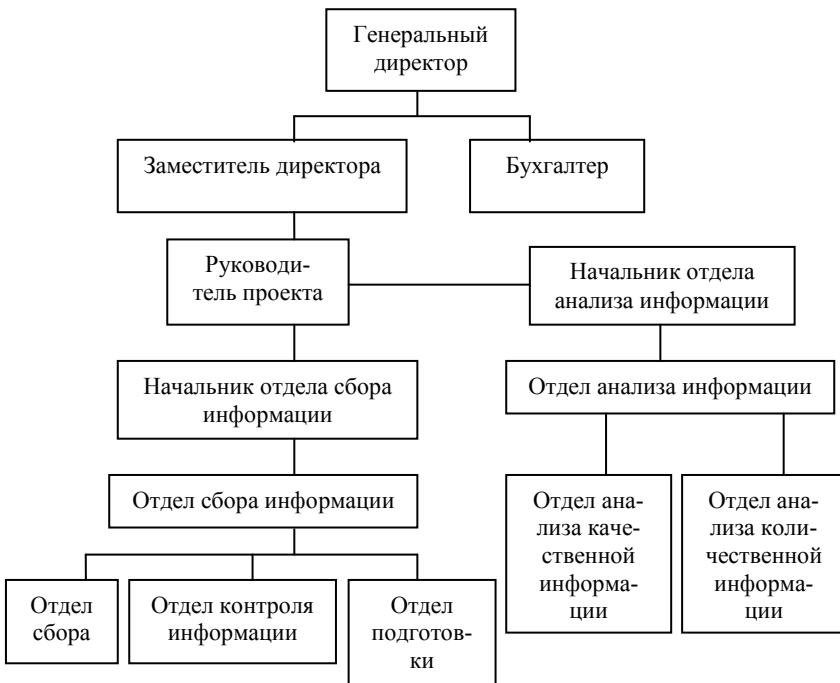 Генеральный
директор
Заместитель директора
Бухгалтер
Руководи-
тель проекта
Начальник отдела
анализа информации
Начальник отдела сбора
информации
Отдел анализа информации
Отдел сбора информации
Отдел ана-
лиза каче-
ственной
информа-
ции
Отдел ана-
лиза коли-
чественной
информа-
ции
Отдел
сбора
Отдел контроля
информации
Отдел
подготов-
ки